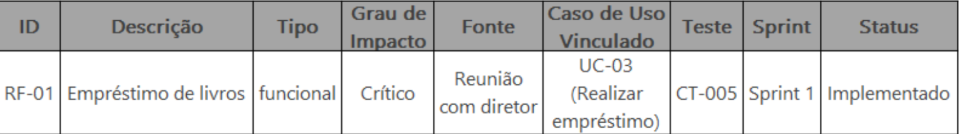 ID Descrição Tipo Grau de Impacto Fonte Caso de Uso Vinculado Teste Sprint Status
RF-01 Empréstimo de livros funcional Crítico Reunião com diretor UC-03 (Realizar empréstimo) CT-005 Sprint 1 Implementado